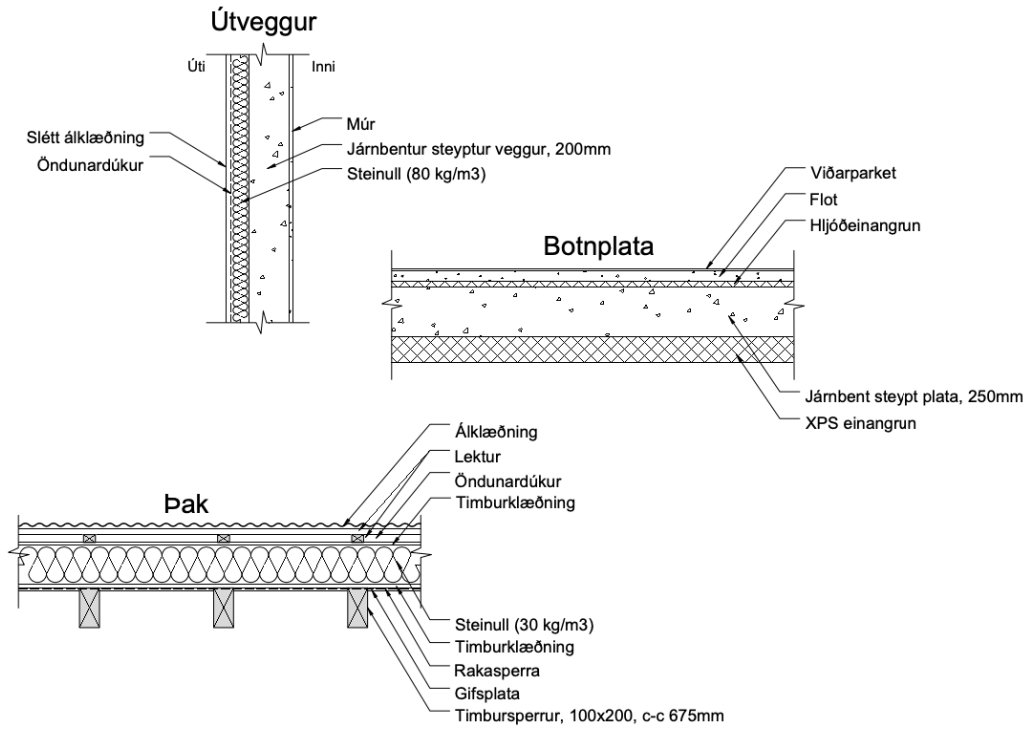 Útveggur
Úti
Inni
Slétt álklæðning
Öndunardúkur
Múr
Járnbentur steyptur veggur, 200mm
Steinull (80 kg/m3)
Botnplata
Viðarparket
Flot
Hljóðeinangrun
Járnbent steypt plata, 250mm
XPS einangrun
Þak
Álklæðning
Lektur
Öndunardúkur
Timburklæðning
Steinull (30 kg/m3)
Timburklæðning
Rakasperra
Gifsplata
Timbursperrur, 100x200, c-c 675mm